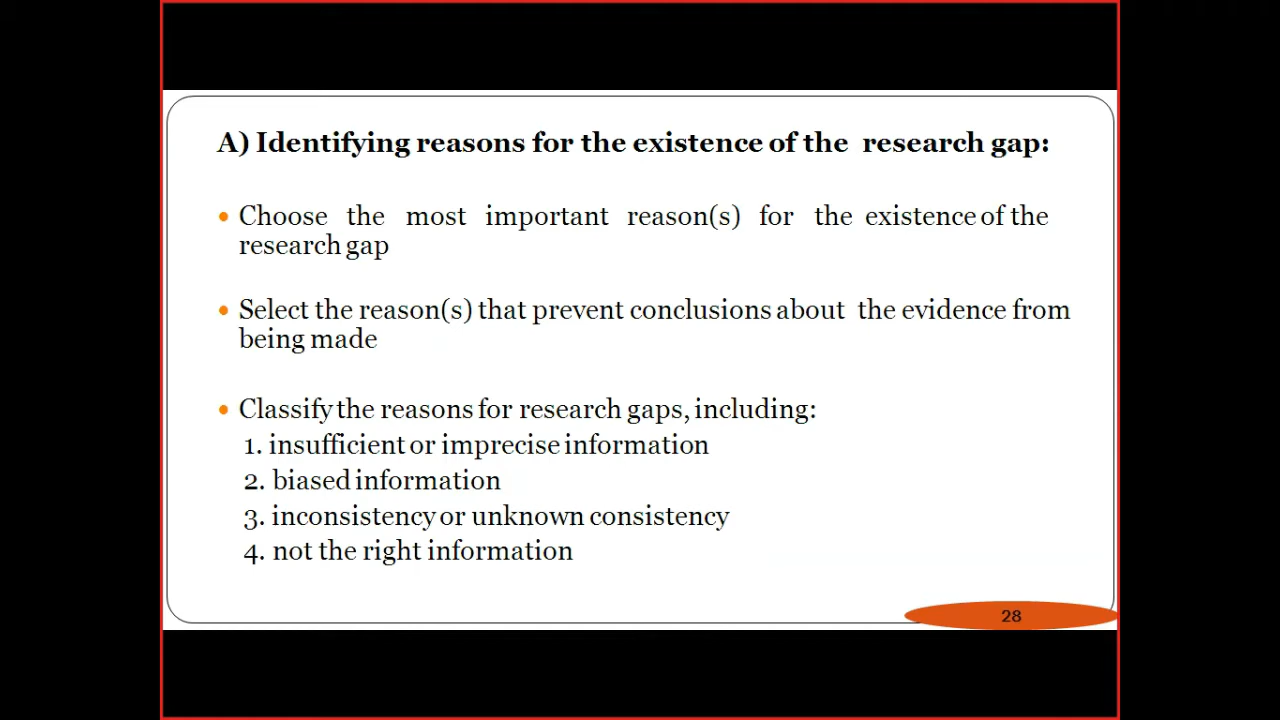 A) Identifying reasons for the existence of the research gap:
• Choose the most important reason(s) for the existence of the
research gap
• Select the reason(s) that prevent conclusions about the evidence from
being made
• Classify the reasons for research gaps, including:
1. insufficient or imprecise information
2. biased information
3. inconsistency or unknown consistency
4. not the right information
28